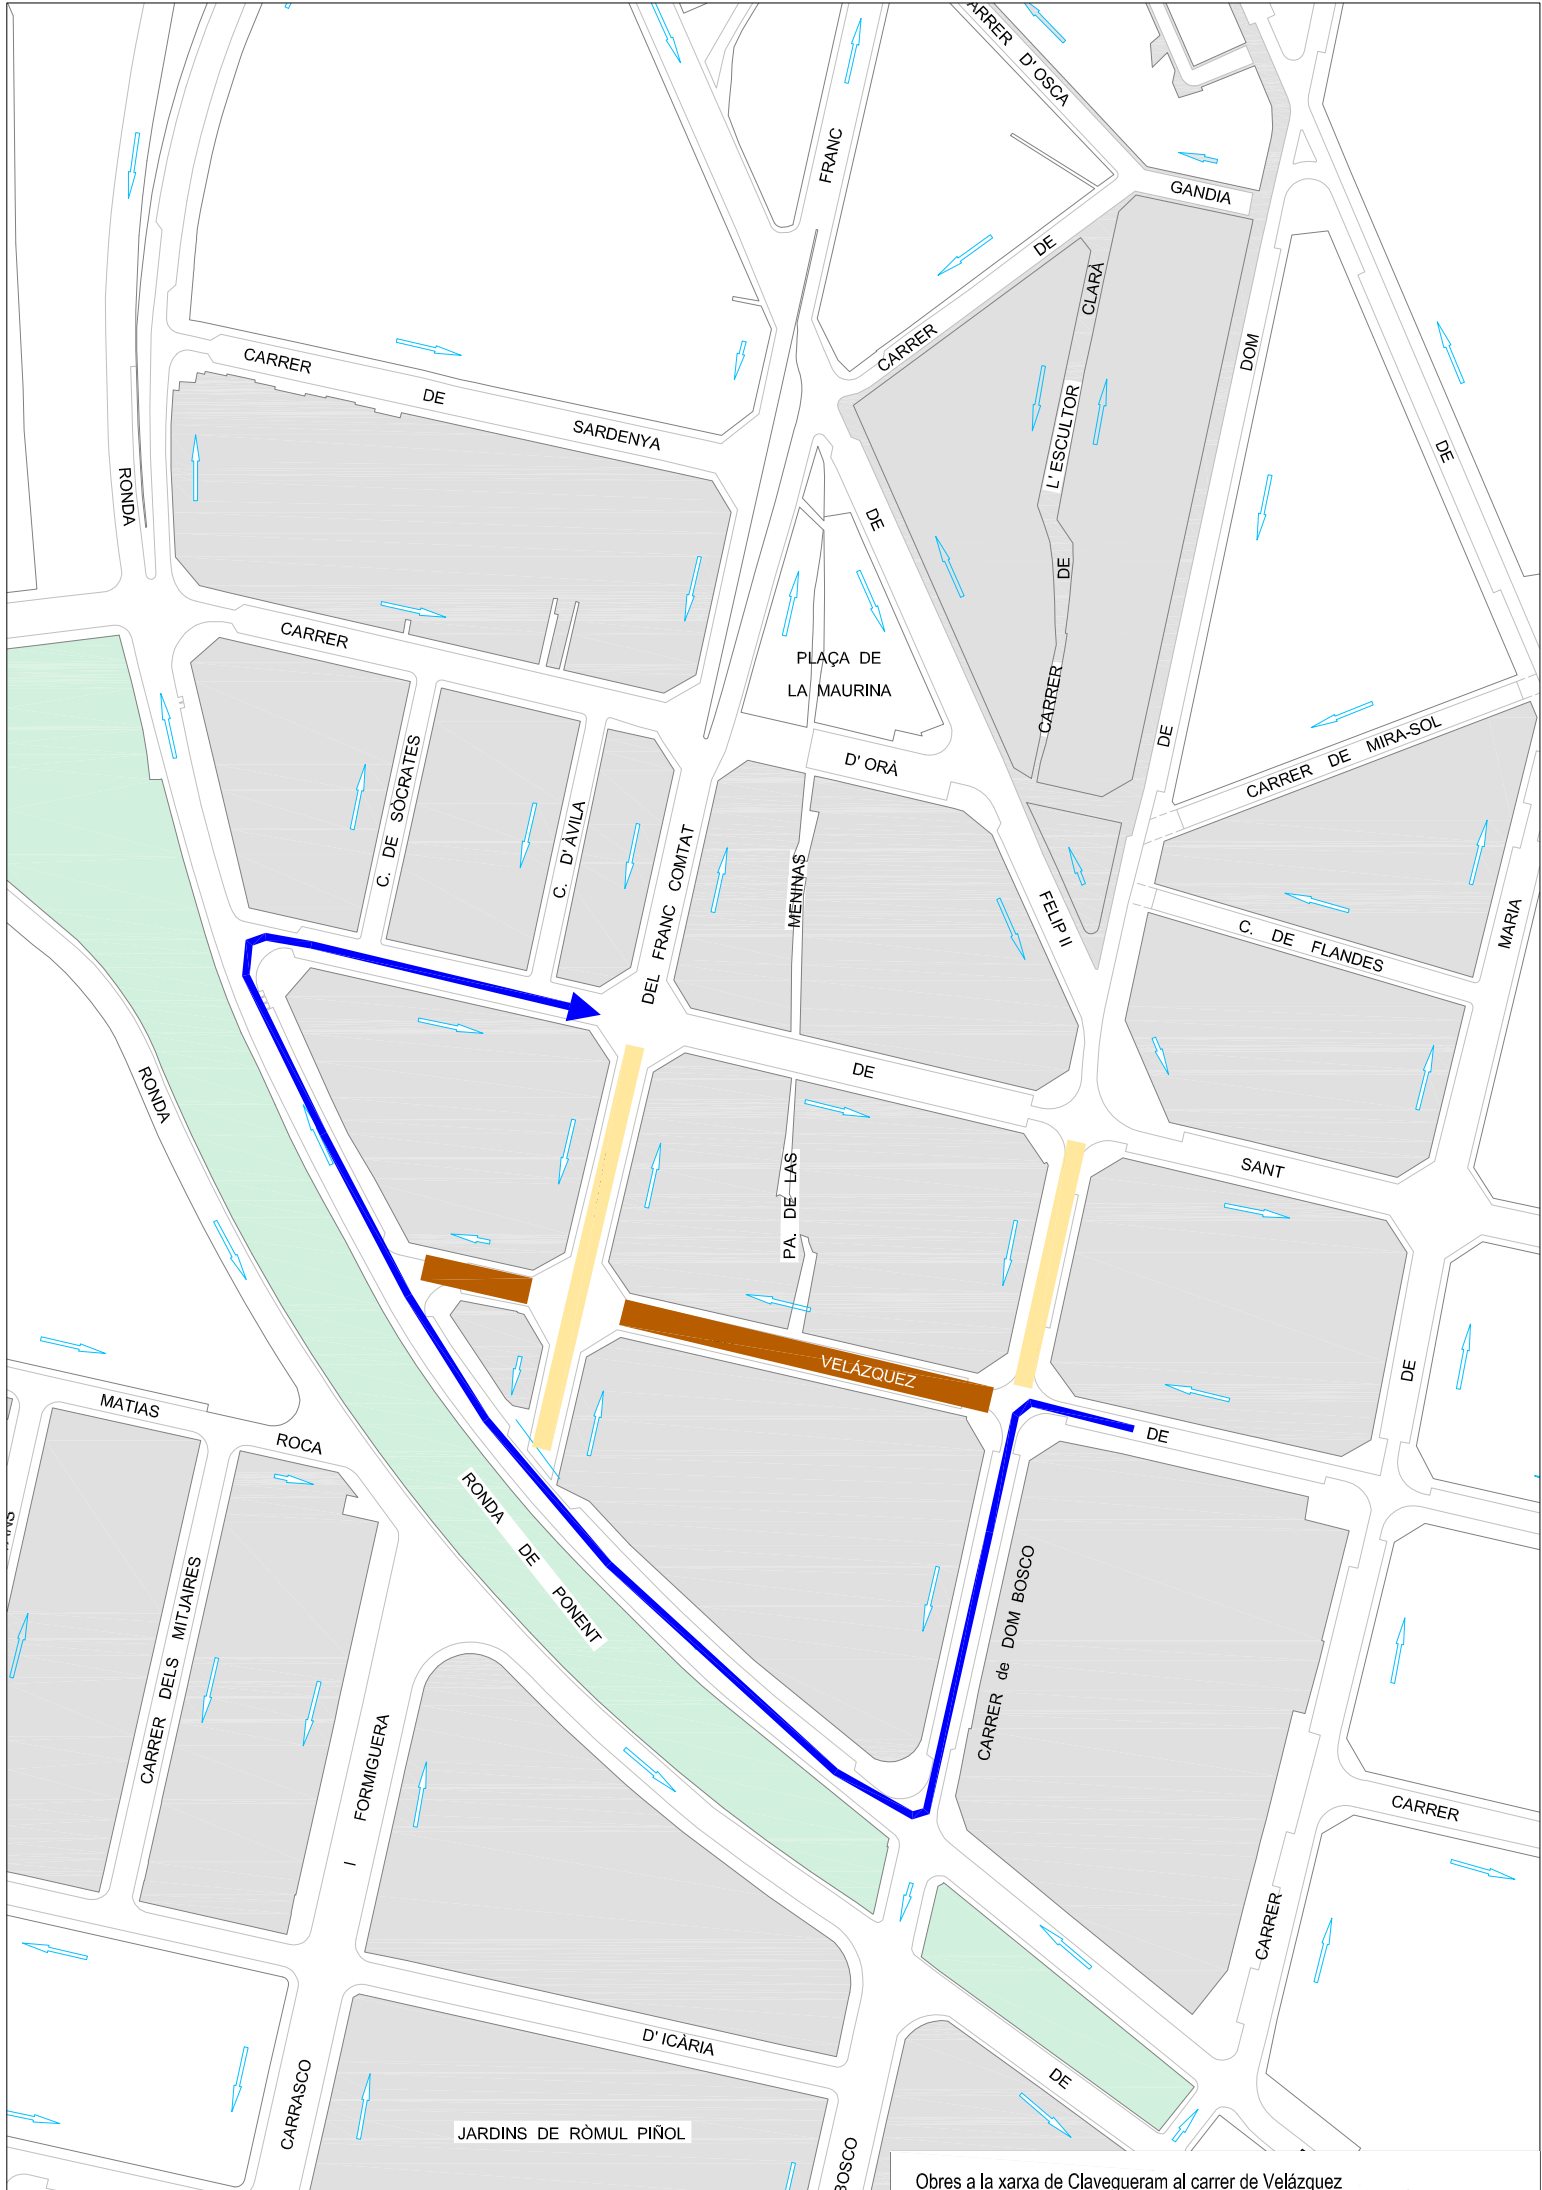 CARRER D'OSCA
FRANC
GANDIA
DE
CARRER
CLARÀ
L'ESCULTOR
DE
CARRER
DOM
DE
DE
CARRER
DE
SARDENYA
RONDA
DE
CARRER
PLAÇA DE
LA MAURINA
D'ORÀ
CARRER DE MIRA-SOL
C. DE SÒCRATES
C. D'ÀVILA
DEL FRANC COMTAT
MENINAS
FELIP II
C. DE FLANDES
MARIA
RONDA
DE
SANT
PA. DE LAS
VELÁZQUEZ
DE
DE
MATIAS
ROCA
RONDA DE PONENT
CARRER DELS MITJAIRES
CARRER de DOM BOSCO
FORMIGUERA
I
CARRER
CARRER
D'ICÀRIA
DE
CARRASCO
JARDINS DE RÒMUL PIÑOL
BOSCO
Obres a la xarxa de Clavegueram al carrer de Velázquez